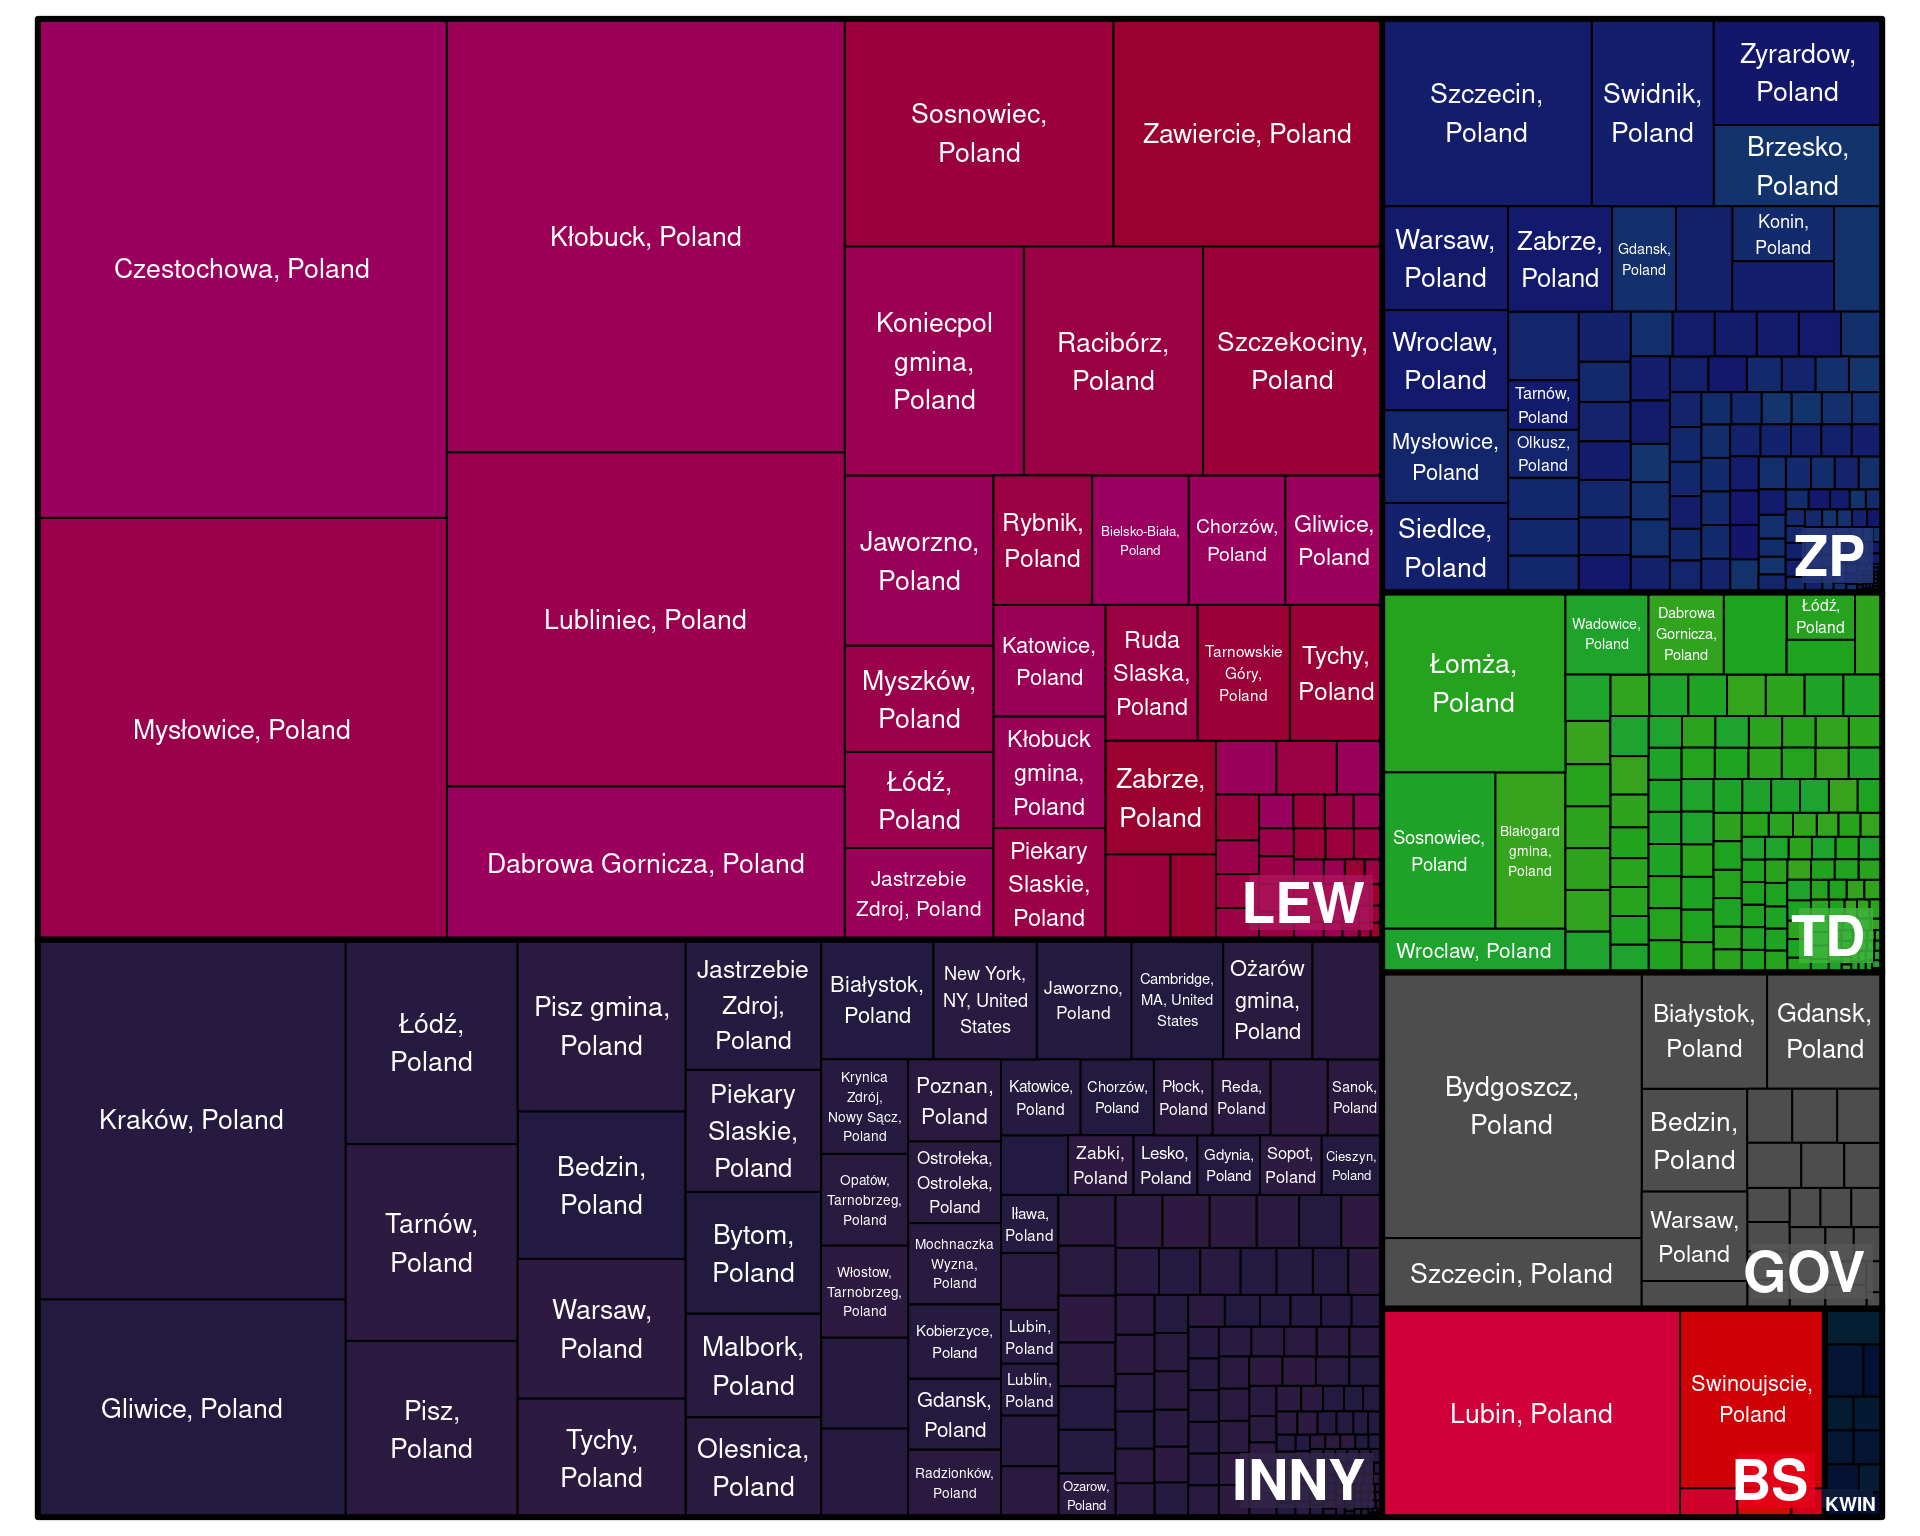 Czestochowa, Poland
Mysłowice, Poland
Kłobuck, Poland
Lubliniec, Poland
Dabrowa Gornicza, Poland
Sosnowiec,
Poland
Zawiercie, Poland
Koniecpol
gmina,
Poland
Racibórz,
Poland
Szczekociny,
Poland
Jaworzno,
Poland
Myszków,
Poland
Łódź,
Poland
Jastrzebie
Zdroj, Poland
Rybnik,
Poland
Bielsko-Biała,
Poland
Chorzów,
Poland
Gliwice,
Poland
Katowice,
Poland
Kłobuck
gmina,
Poland
Piekary
Slaskie,
Poland
Ruda
Slaska,
Poland
Tarnowskie
Góry,
Poland
Tychy,
Poland
Zabrze,
Poland
LEW
Szczecin,
Poland
Swidnik,
Poland
Zyrardow,
Poland
Brzesko,
Poland
Warsaw,
Poland
Zabrze,
Poland
Gdansk,
Poland
Konin,
Poland
Wroclaw,
Poland
Mysłowice,
Poland
Siedlce,
Poland
Tarnów,
Poland
Olkusz,
Poland
ZP
Łomża,
Poland
Wadowice,
Poland
Dabrowa
Gornicza,
Poland
Łódź,
Poland
Sosnowiec,
Poland
Białogard
gmina,
Poland
Wroclaw, Poland
TD
Kraków, Poland
Gliwice, Poland
Łódź,
Poland
Tarnów,
Poland
Pisz,
Poland
Pisz gmina,
Poland
Bedzin,
Poland
Warsaw,
Poland
Tychy,
Poland
Jastrzebie
Zdroj,
Poland
Piekary
Slaskie,
Poland
Bytom,
Poland
Malbork,
Poland
Olesnica,
Poland
Białystok,
Poland
New York,
NY, United
States
Jaworzno,
Poland
Cambridge,
MA, United
States
Ożarów
gmina,
Poland
Krynica
Zdrój,
Nowy Sącz,
Poland
Opatów,
Tarnobrzeg,
Poland
Włostow,
Tarnobrzeg,
Poland
Poznan,
Poland
Ostrołeka,
Ostroleka,
Poland
Mochnaczka
Wyzna,
Poland
Kobierzyce,
Poland
Gdansk,
Poland
Radzionków,
Poland
Katowice,
Poland
Chorzów,
Poland
Płock,
Poland
Reda,
Poland
Sanok,
Poland
Zabki,
Poland
Lesko,
Poland
Gdynia,
Poland
Sopot,
Poland
Cieszyn,
Poland
Iława,
Poland
Lubin,
Poland
Lublin,
Poland
Ozarow,
Poland
INNY
Bydgoszcz,
Poland
Szczecin, Poland
Białystok,
Poland
Gdansk,
Poland
Bedzin,
Poland
Warsaw,
Poland
GOV
Lubin, Poland
Swinoujscie,
Poland
BS
KWIN